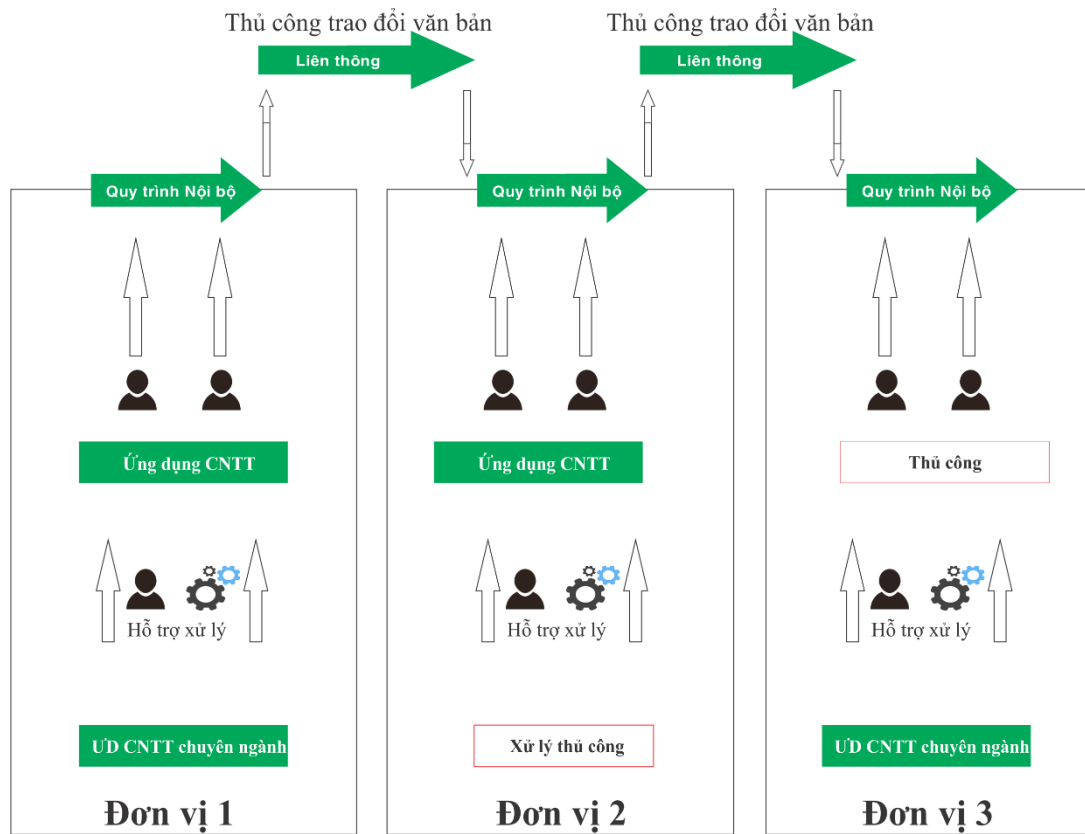 Thủ công trao đổi văn bản
Thủ công trao đổi văn bản
Liên thông
Liên thông
Quy trình Nội bộ
Quy trình Nội bộ
Quy trình Nội bộ
Ứng dụng CNTT
Ứng dụng CNTT
Thủ công
Hỗ trợ xử lý
Hỗ trợ xử lý
Hỗ trợ xử lý
ƯD CNTT chuyên ngành
Xử lý thủ công
ƯD CNTT chuyên ngành
Đơn vị 1
Đơn vị 2
Đơn vị 3